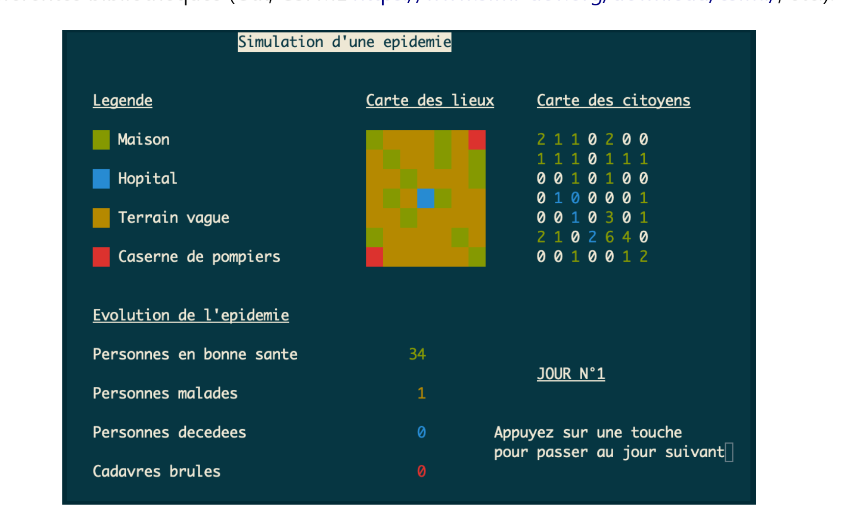 Simulation d'une epidemie
Legende
Carte des lieux
Carte des citoyens
Maison
Hopital
Terrain vague
Caserne de pompiers
2 1 1 0 2 0 0
1 1 1 0 1 1 1
0 0 1 0 1 0 0
0 1 0 0 0 0 1
0 0 1 0 3 0 1
2 1 0 2 6 4 0
0 0 1 0 0 1 2
Evolution de l'epidemie
Personnes en bonne sante 34
Personnes malades 1
Personnes decedees 0
Cadavres brules 0
JOUR N°1
Appuyez sur une touche
pour passer au jour suivant